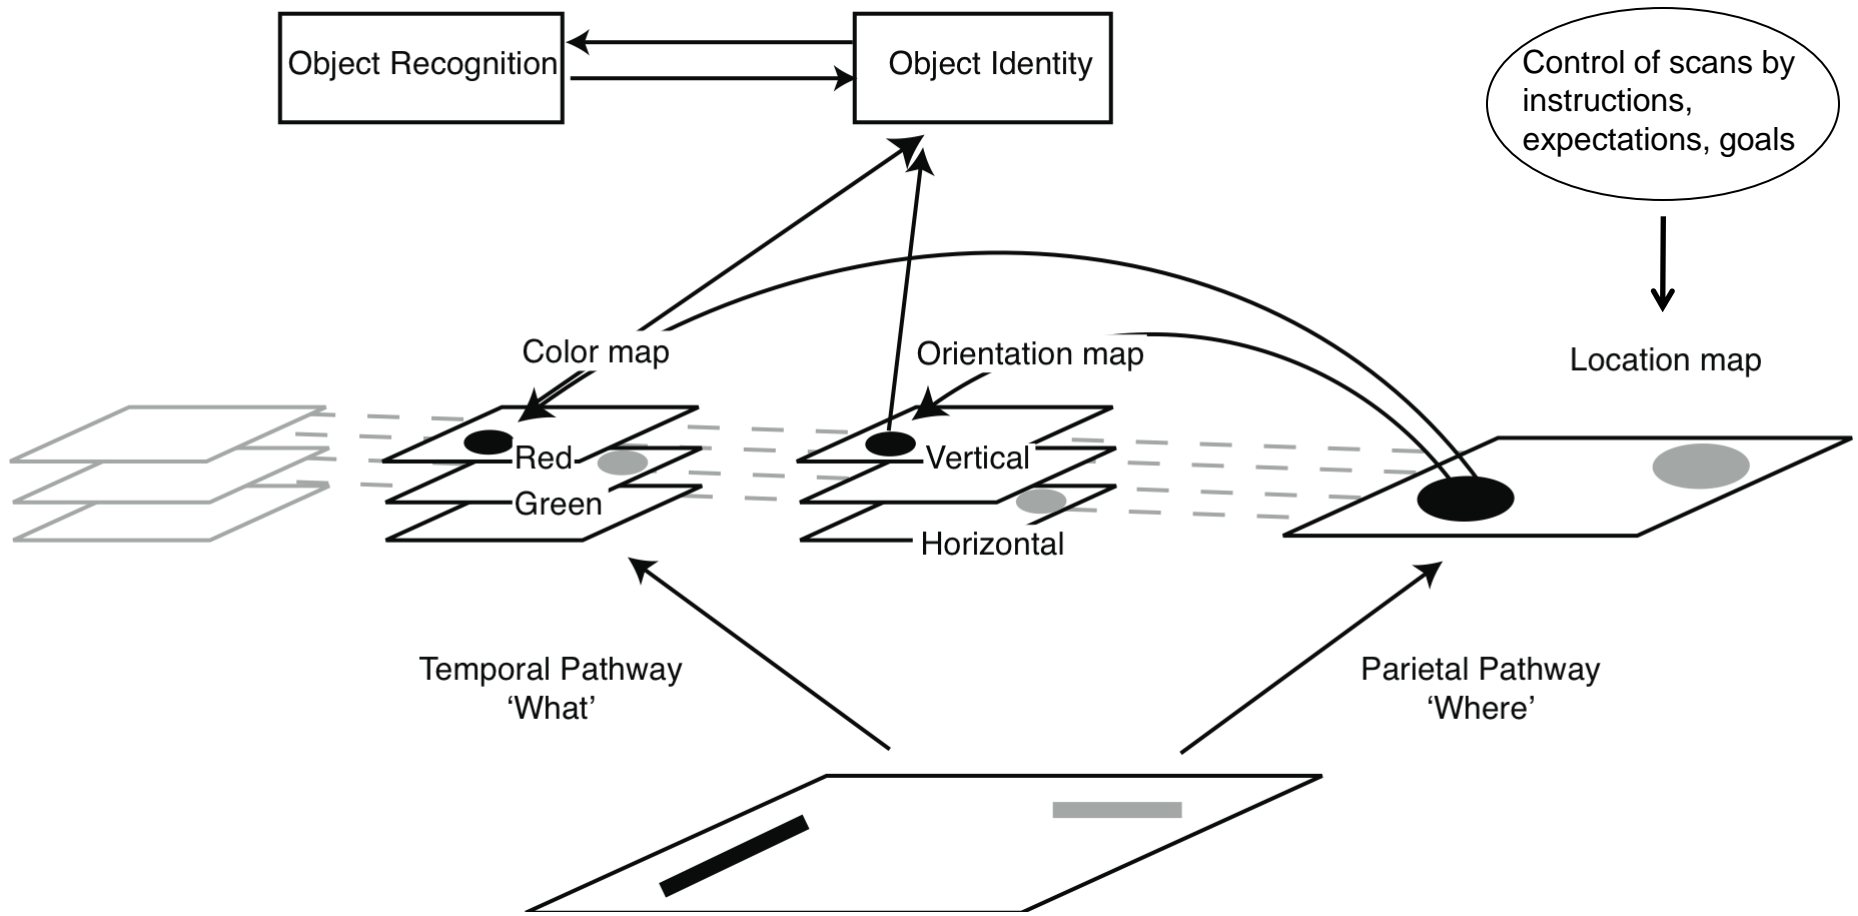 Object Recognition
Object Identity
Control of scans by
instructions,
expectations, goals
Color map
Orientation map
Location map
Red
Vertical
Green
Horizontal
Temporal Pathway
‘What’
Parietal Pathway
‘Where’